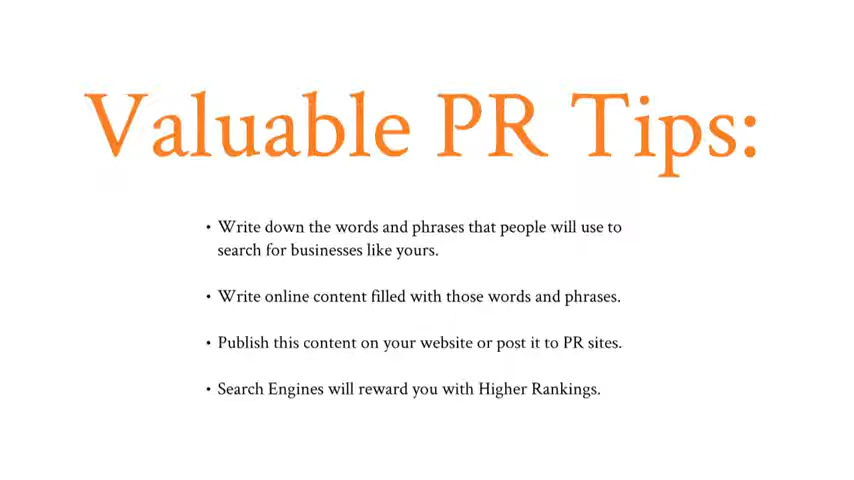 Valuable PR Tips:
• Write down the words and phrases that people will use to
search for businesses like yours.
• Write online content filled with those words and phrases.
• Publish this content on your website or post it to PR sites.
• Search Engines will reward you with Higher Rankings.